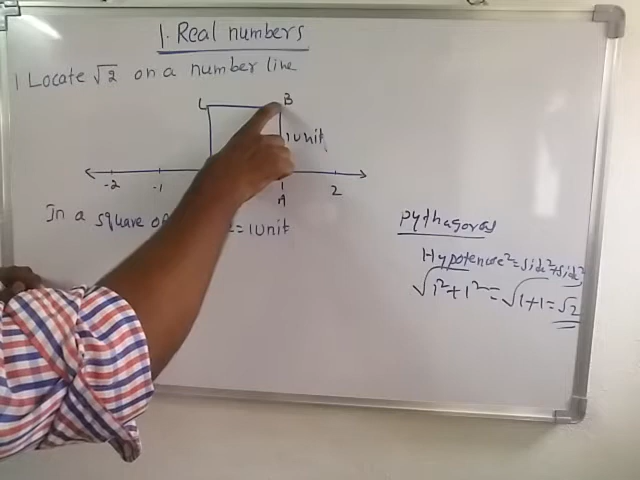 1. Real numbers
1 Locate √2 on a number line
B
1 Unit
-2 -1 2
A
In a square of = 1 Unit
Pythagoras
Hypotenuse² = side² + side²
√1²+1² = √1+1 = √2